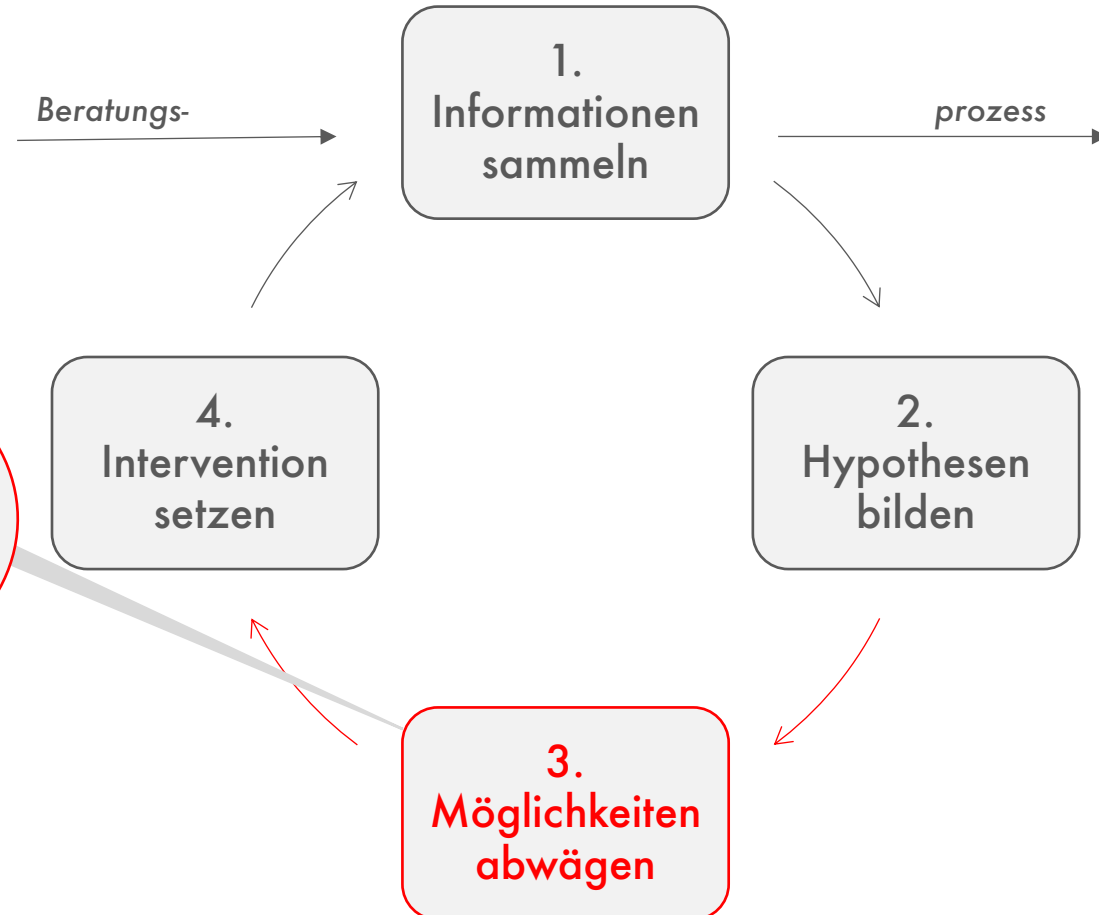 1.
Informationen
sammeln
Beratungs-
prozess
4.
Intervention
setzen
2.
Hypothesen
bilden
3.
Möglichkeiten
abwägen